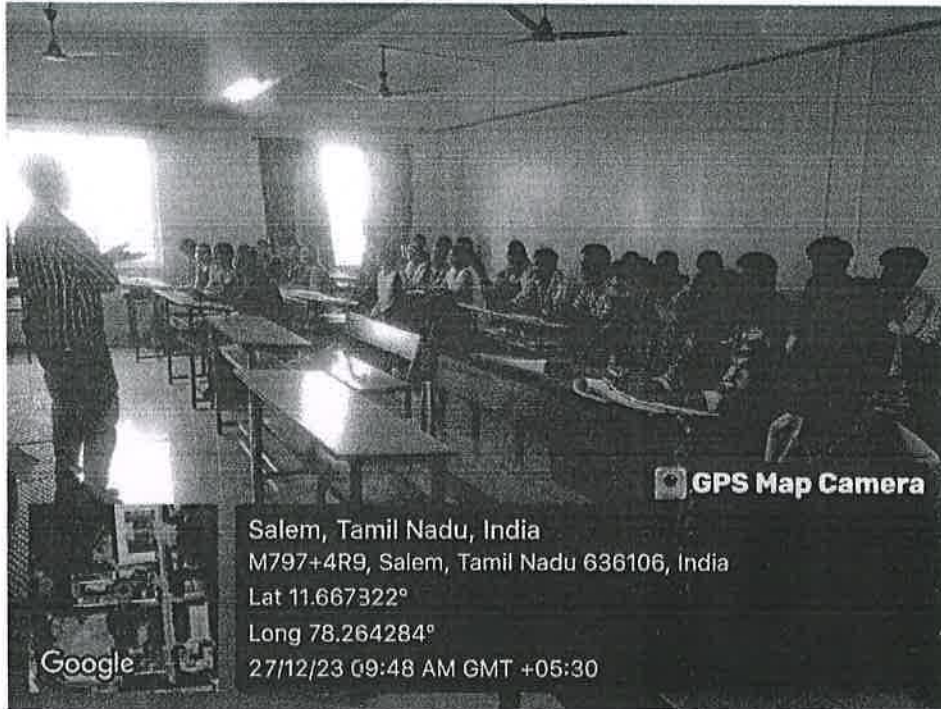 GPS Map Camera
Salem, Tamil Nadu, India
M797+4R9, Salem, Tamil Nadu 636106, India
Lat 11.667322°
Long 78.264284°
27/12/23 09:48 AM GMT +05:30
Google